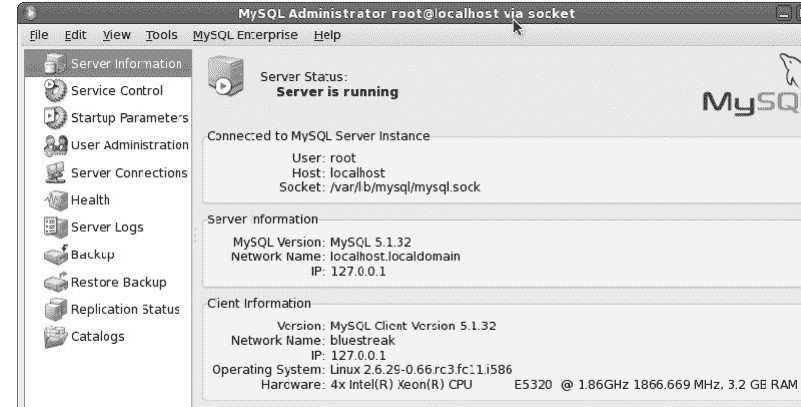 MySQL Administrator root@localhost via socket
File Edit View Tools MySQL Enterprise Help
Server Information
Service Control
Startup Parameters
User Administration
Server Connections
Health
Server Logs
Backup
Restore Backup
Replication Status
Catalogs
Server Status:
Server is running
MySQ
Connected to MySQL Server Instance
User: root
Host: localhost
Socket: /var/lib/mysql/mysql.sock
Server Information
MySQL Version: MySQL 5.1.32
Network Name: localhost.localdomain
IP: 127.0.0.1
Client Information
Version: MySQL Client Version 5.1.32
Network Name: bluestreak
IP: 127.0.0.1
Operating System: Linux 2.6.29-0.66.rc3.fc11.i586
Hardware: 4x Intel(R) Xeon(R) CPU E5320 @ 1.86GHz 1866.669 MHz, 3.2 GB RAM